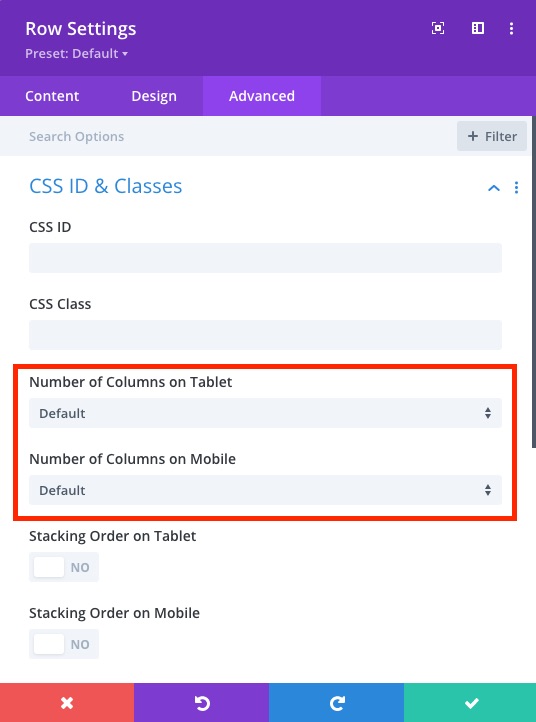 Row Settings
Preset: Default
Content Design Advanced
Search Options + Filter
CSS ID & Classes
CSS ID
CSS Class
Number of Columns on Tablet
Default
Number of Columns on Mobile
Default
Stacking Order on Tablet
NO
Stacking Order on Mobile
NO